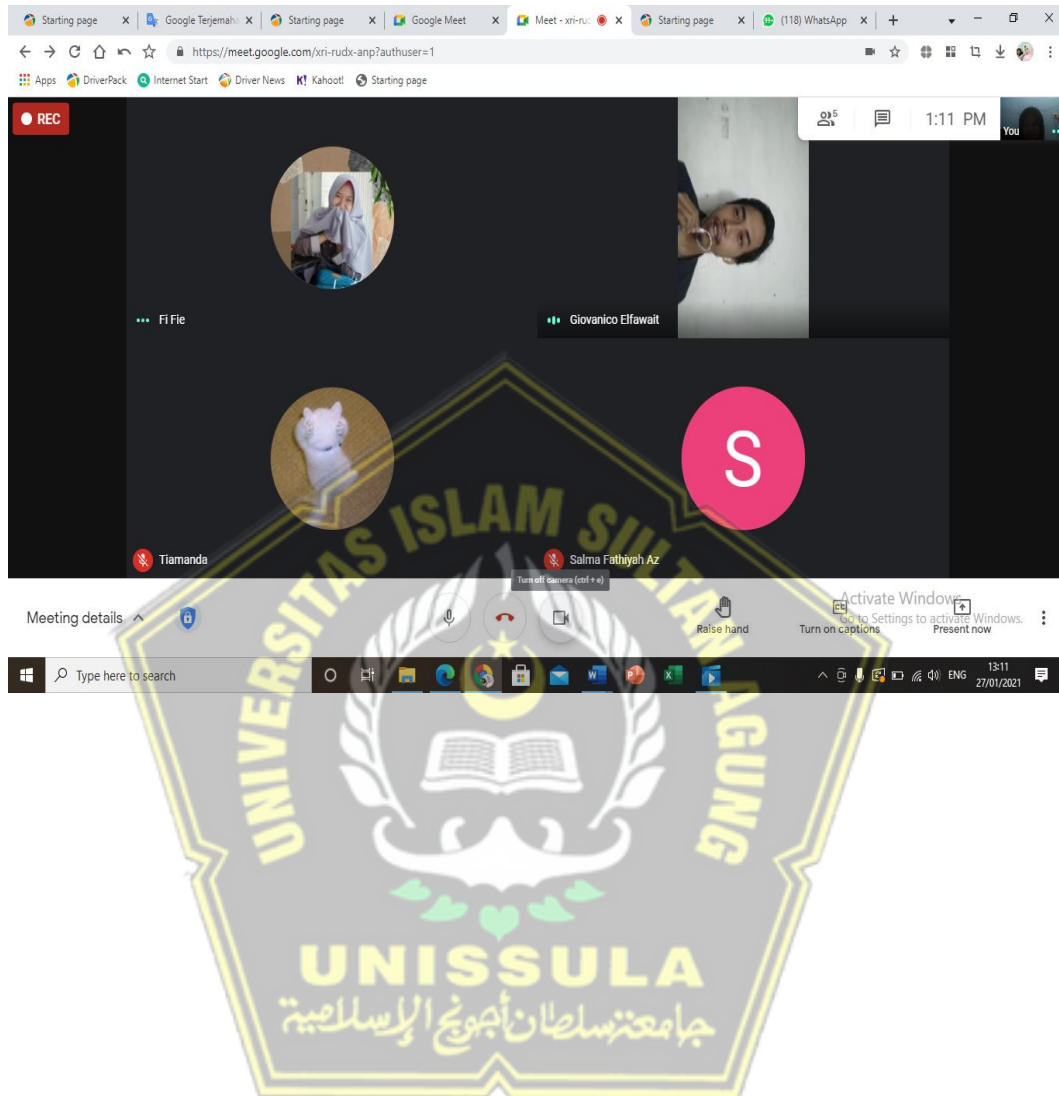 Starting page
Google Terjemaha
Starting page
Google Meet
Meet - xri-ru
Starting page
(118) WhatsApp
https://meet.google.com/xri-rudx-anp?authuser=1
Apps DriverPack Internet Start Driver News K! Kahoot! Starting page
REC
5
1:11 PM
You
Fi Fie
Giovanico Elfawait
S
Tiamanda
Salma Fathiyah Az
Turn off camera (ctrl + e)
Meeting details
Raise hand
Turn on captions
Present now
Activate Windows
Go to Settings to activate Windows.
Type here to search
ENG
13:11
27/01/2021
UNIVERSITAS ISLAM SULTAN AGUNG
UNISSULA
جامعة سلطان أجونج الإسلامية